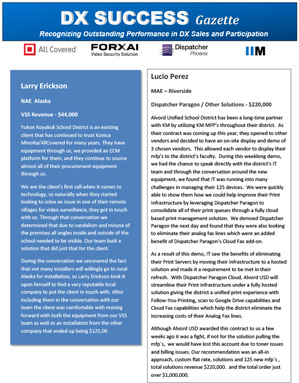 DX SUCCESS Gazette
Recognizing Outstanding Performance in DX Sales and Participation
All Covered
FORXAI
Video Security Solution
Dispatcher
Phoenix
IIM
Larry Erickson
NAE Alaska
VSS Revenue - $44,000
Yukon Koyukuk School District is an existing
client that has continued to trust Konica
Minolta/AllCovered for many years. They have
equipment through us, we provided an ECM
platform for them, and they continue to source
almost all of their procurement equipment
through us.
We are the client's first call when it comes to
technology, so naturally when they started
looking to solve an issue in one of their remote
villages for video surveillance, they got in touch
with us. Through that conversation we
determined that due to vandalism and misuse of
the premises all angles inside and outside of the
school needed to be visible. Our team built a
solution that did just that for the client.
During the conversation we uncovered the fact
that not many installers will willingly go to rural
Alaska for installation, so Larry Erickson took it
upon himself to find a very reputable local
company to put the client in touch with. After
including them in the conversation with our
team the client was comfortable with moving
forward with both the equipment from our VSS
team as well as an installation from the other
company that ended up being $125,00
Lucio Perez
MAE – Riverside
Dispatcher Paragon / Other Solutions - $220,000
Alvord Unified School District has been a long-time partner
with KM by utilizing KM MFP's throughout their district. As
their contract was coming up this year, they opened to other
vendors and decided to have an on-site display and demo of
3 chosen vendors. This allowed each vendor to display their
mfp's to the district's faculty. During this weeklong demo,
we had the chance to speak directly with the district's IT
team and through the conversation around the new
equipment, we found that IT was running into many
challenges in managing their 125 devices. We were quickly
able to show them how we could help improve their Print
Infrastructure by leveraging Dispatcher Paragon to
consolidate all of their print queues through a fully cloud
based print management solution. We demoed Dispatcher
Paragon the next day and found that they were also looking
to eliminate their analog fax lines which were an added
benefit of Dispatcher Paragon's Cloud Fax add-on.
As a result of this demo, IT saw the benefits of eliminating
their Print Servers by moving their infrastructure to a hosted
solution and made it a requirement to be met in their
refresh. With Dispatcher Paragon Cloud, Alvord USD will
streamline their Print Infrastructure under a fully hosted
solution giving the district a unified print experience with
Follow-You-Printing, scan to Google Drive capabilities and
Cloud Fax capabilities which help the district eliminate the
increasing costs of their Analog Fax lines.
Although Alvord USD awarded this contract to us a few
weeks ago it was a fight, if not for the solution pulling the
mfp's, we would have lost this account due to toner issues
and billing issues. Our recommendation was an all-in
approach, custom flat rate, solutions and 125 new mfp's,
total solutions revenue $220,000. and the total order just
over $1,000,000.